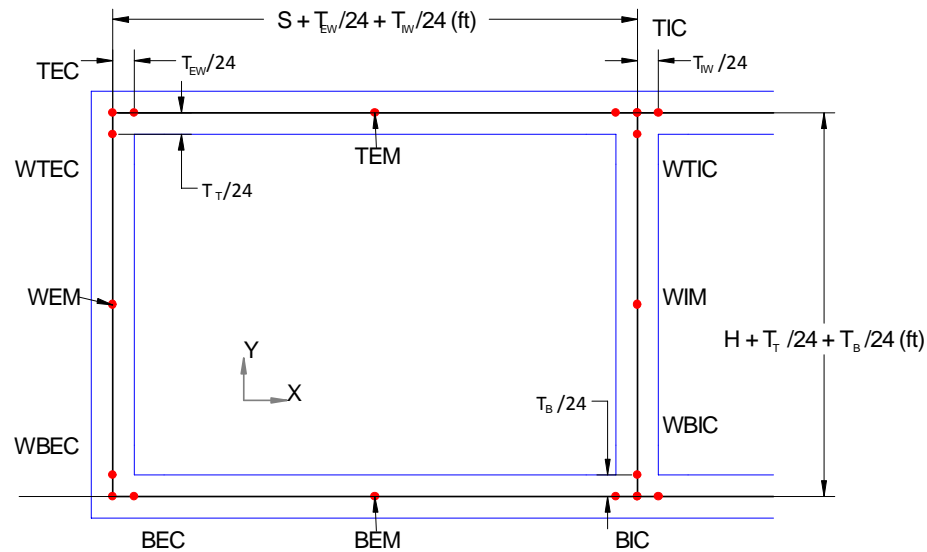 S + T_EW/24 + T_IW/24 (ft)
TIC
TEC
T_EW/24
T_IW/24
TEM
WTEC
WTIC
T_T/24
WEM
WIM
H + T_T/24 + T_B/24 (ft)
Y
X
T_B/24
WBIC
WBEC
BEC
BEM
BIC